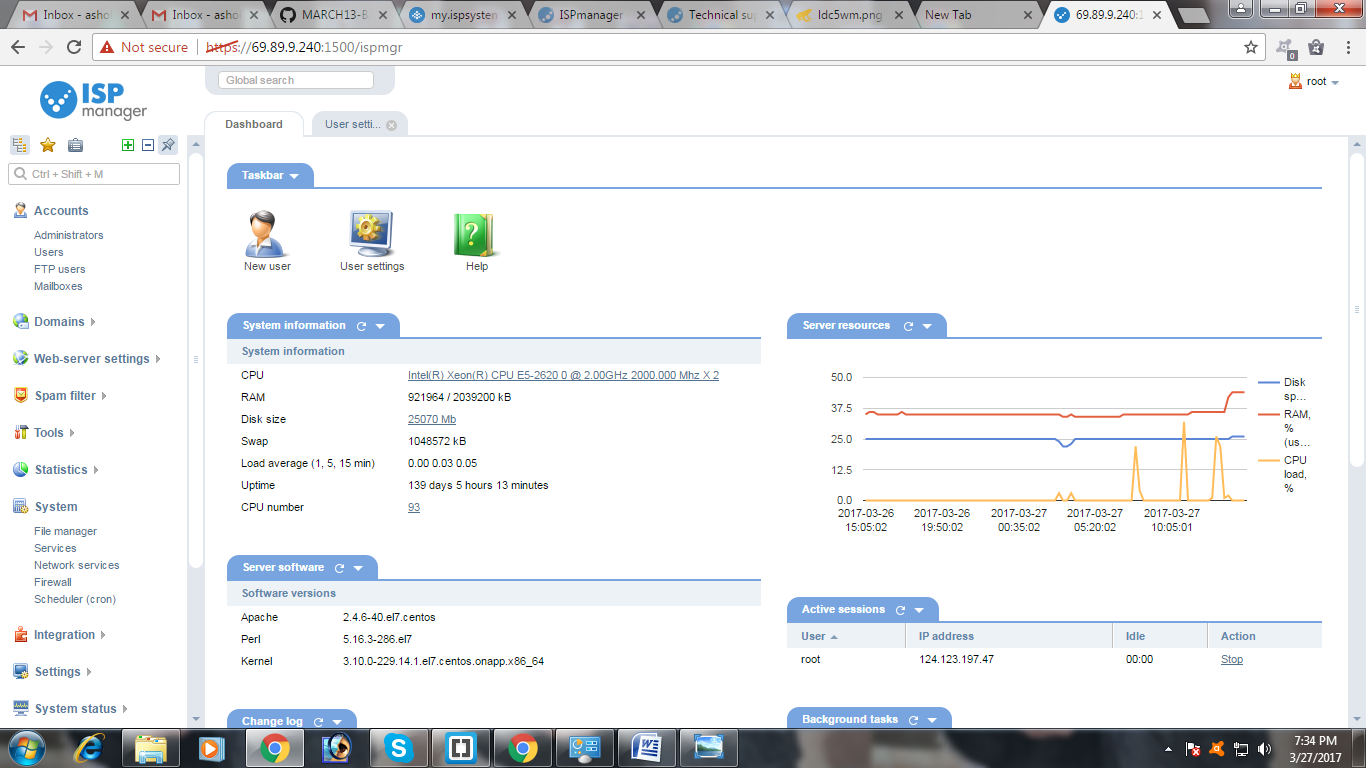 Inbox - asho
Inbox - asho
MARCH13-B
my.ispsysten
ISPmanager
Technical su
ldc5wm.png
New Tab
69.89.9.240:1
Not secure https://69.89.9.240:1500/ispmgr
0
ISP
manager
Global search
root
Dashboard
User setti...
Ctrl + Shift + M
Accounts
Administrators
Users
FTP users
Mailboxes
Domains
Web-server settings
Spam filter
Tools
Statistics
System
File manager
Services
Network services
Firewall
Scheduler (cron)
Integration
Settings
System status
Taskbar
New user
User settings
Help
System information
System information
CPU Intel(R) Xeon(R) CPU E5-2620 0 @ 2.00GHz 2000.000 Mhz X 2
RAM 921964 / 2039200 kB
Disk size 25070 Mb
Swap 1048572 kB
Load average (1, 5, 15 min) 0.00 0.03 0.05
Uptime 139 days 5 hours 13 minutes
CPU number 93
Server software
Software versions
Apache 2.4.6-40.el7.centos
Perl 5.16.3-286.el7
Kernel 3.10.0-229.14.1.el7.centos.onapp.x86_64
Change log
Server resources
50.0
37.5
25.0
12.5
0.0
2017-03-26 2017-03-26 2017-03-27 2017-03-27 2017-03-27
15:05:02 19:50:02 00:35:02 05:20:02 10:05:01
Disk
sp...
RAM,
%
(us...
CPU
load,
%
Active sessions
User IP address Idle Action
root 124.123.197.47 00:00 Stop
Background tasks
7:34 PM
3/27/2017